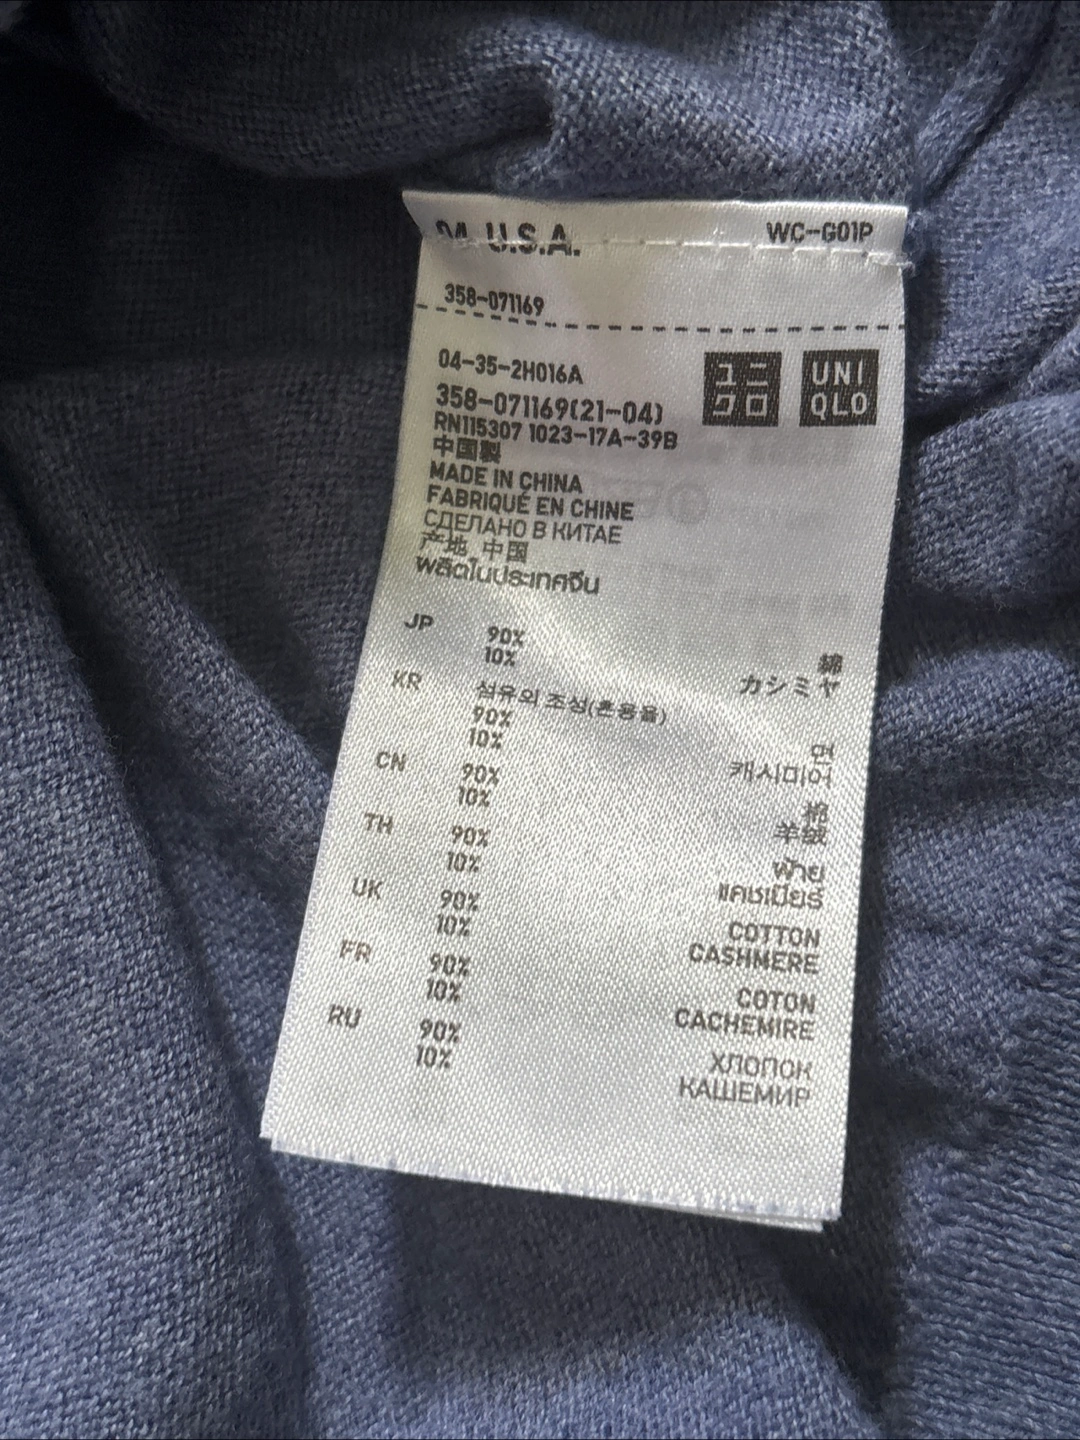 04 U.S.A. WC-G01P
358-071169
04-35-2H016A
ユニ
クロ
UNI
QLO
358-071169(21-04)
RN115307 1023-17A-39B
中国製
MADE IN CHINA
FABRIQUÉ EN CHINE
СДЕЛАНО В КИТАЕ
产地 中国
ผลิตในประเทศจีน
JP 90% 綿
10% カシミヤ
KR 섬유의 조성(혼용율)
90% 면
10% 캐시미어
CN 90% 棉
10% 羊绒
TH 90% ฝ้าย
10% แคชเมียร์
UK 90% COTTON
10% CASHMERE
FR 90% COTON
10% CACHEMIRE
RU 90% ХЛОПОК
10% КАШЕМИР